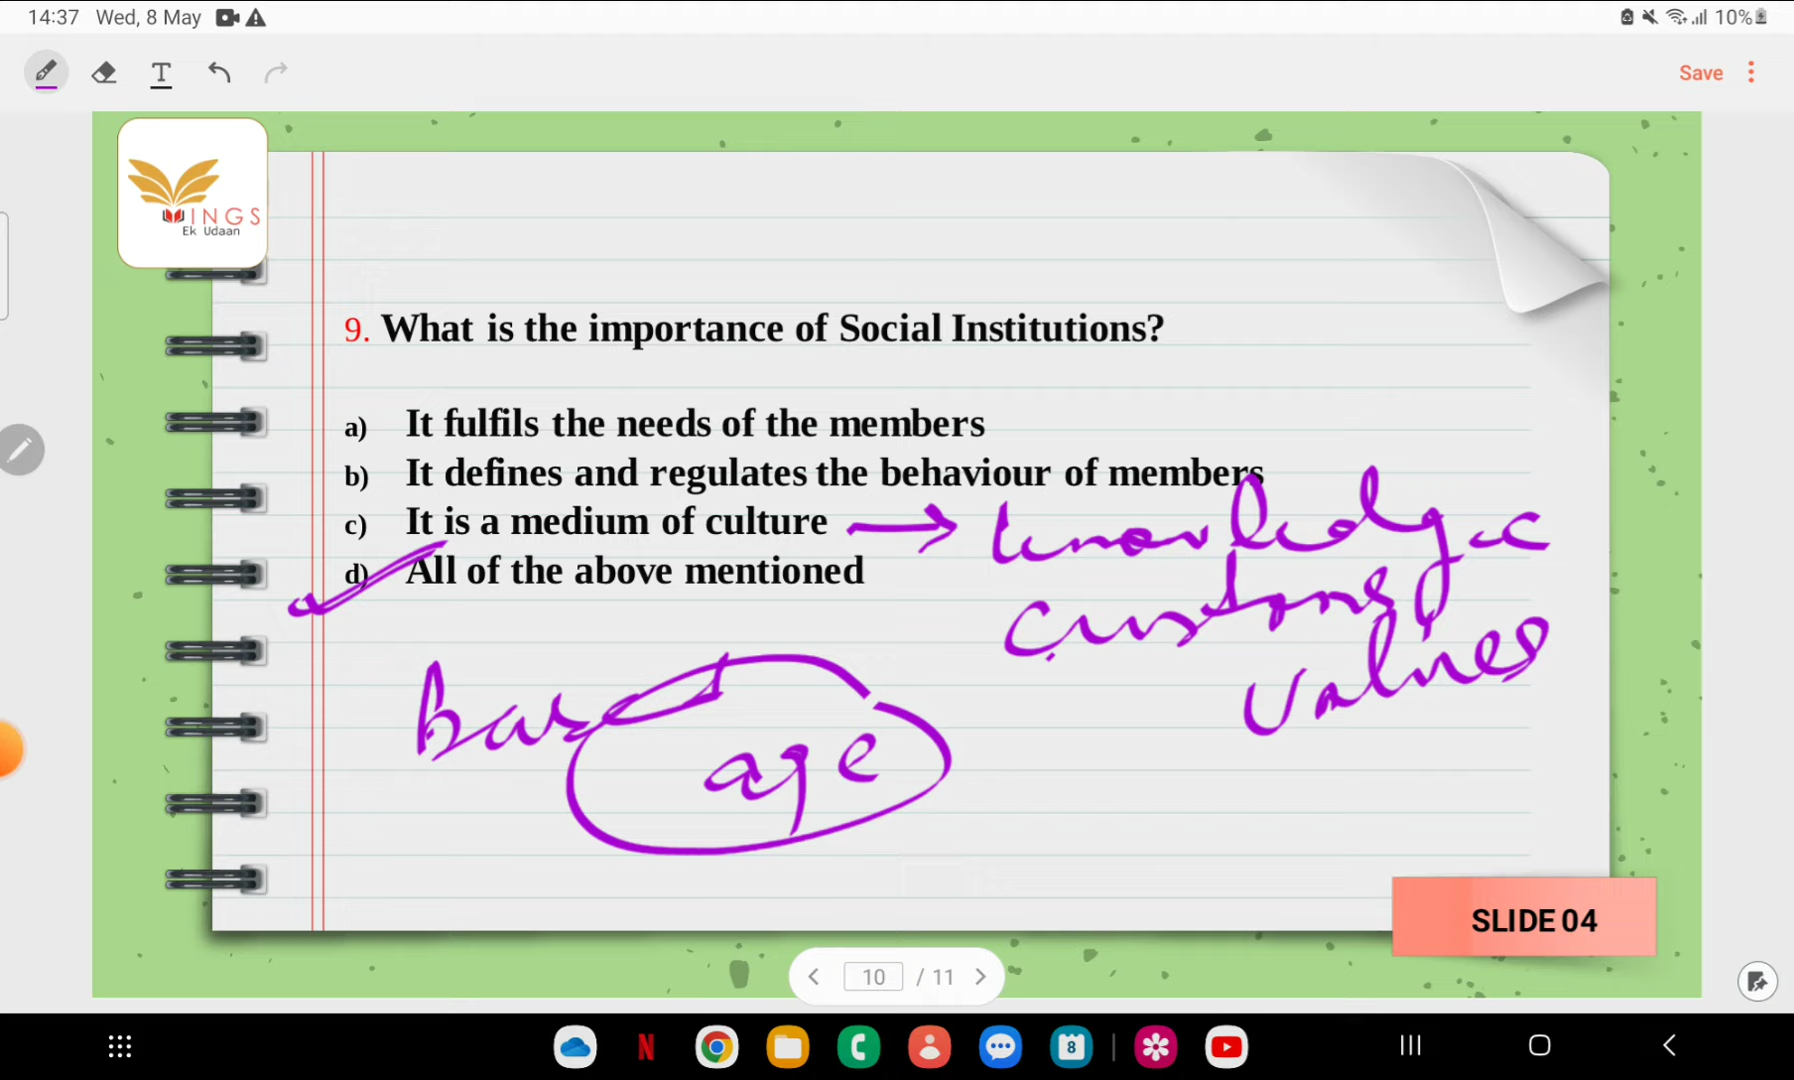 14:37 Wed, 8 May
10%
T Save
WINGS
Ek Udaan
9. What is the importance of Social Institutions?
a) It fulfils the needs of the members
b) It defines and regulates the behaviour of members
c) It is a medium of culture → knowledge
d) All of the above mentioned
customs
values
age
SLIDE 04
10 / 11
N 8